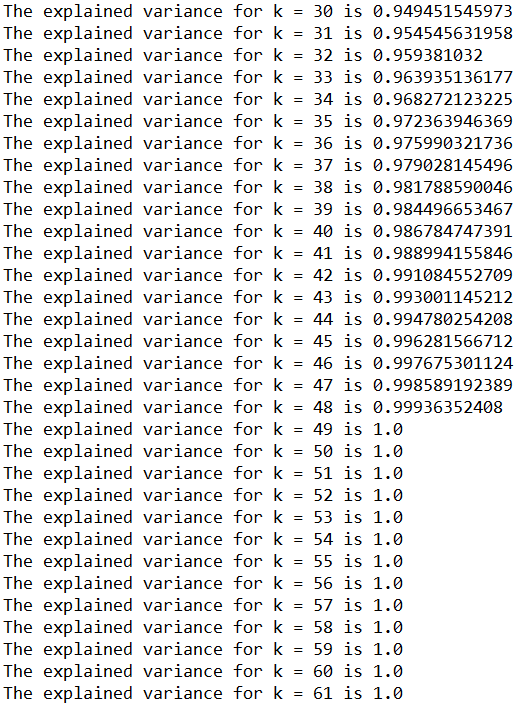 The explained variance for k = 30 is 0.949451545973
The explained variance for k = 31 is 0.954545631958
The explained variance for k = 32 is 0.959381032
The explained variance for k = 33 is 0.963935136177
The explained variance for k = 34 is 0.968272123225
The explained variance for k = 35 is 0.972363946369
The explained variance for k = 36 is 0.975990321736
The explained variance for k = 37 is 0.979028145496
The explained variance for k = 38 is 0.981788590046
The explained variance for k = 39 is 0.984496653467
The explained variance for k = 40 is 0.986784747391
The explained variance for k = 41 is 0.988994155846
The explained variance for k = 42 is 0.991084552709
The explained variance for k = 43 is 0.993001145212
The explained variance for k = 44 is 0.994780254208
The explained variance for k = 45 is 0.996281566712
The explained variance for k = 46 is 0.997675301124
The explained variance for k = 47 is 0.998589192389
The explained variance for k = 48 is 0.99936352408
The explained variance for k = 49 is 1.0
The explained variance for k = 50 is 1.0
The explained variance for k = 51 is 1.0
The explained variance for k = 52 is 1.0
The explained variance for k = 53 is 1.0
The explained variance for k = 54 is 1.0
The explained variance for k = 55 is 1.0
The explained variance for k = 56 is 1.0
The explained variance for k = 57 is 1.0
The explained variance for k = 58 is 1.0
The explained variance for k = 59 is 1.0
The explained variance for k = 60 is 1.0
The explained variance for k = 61 is 1.0